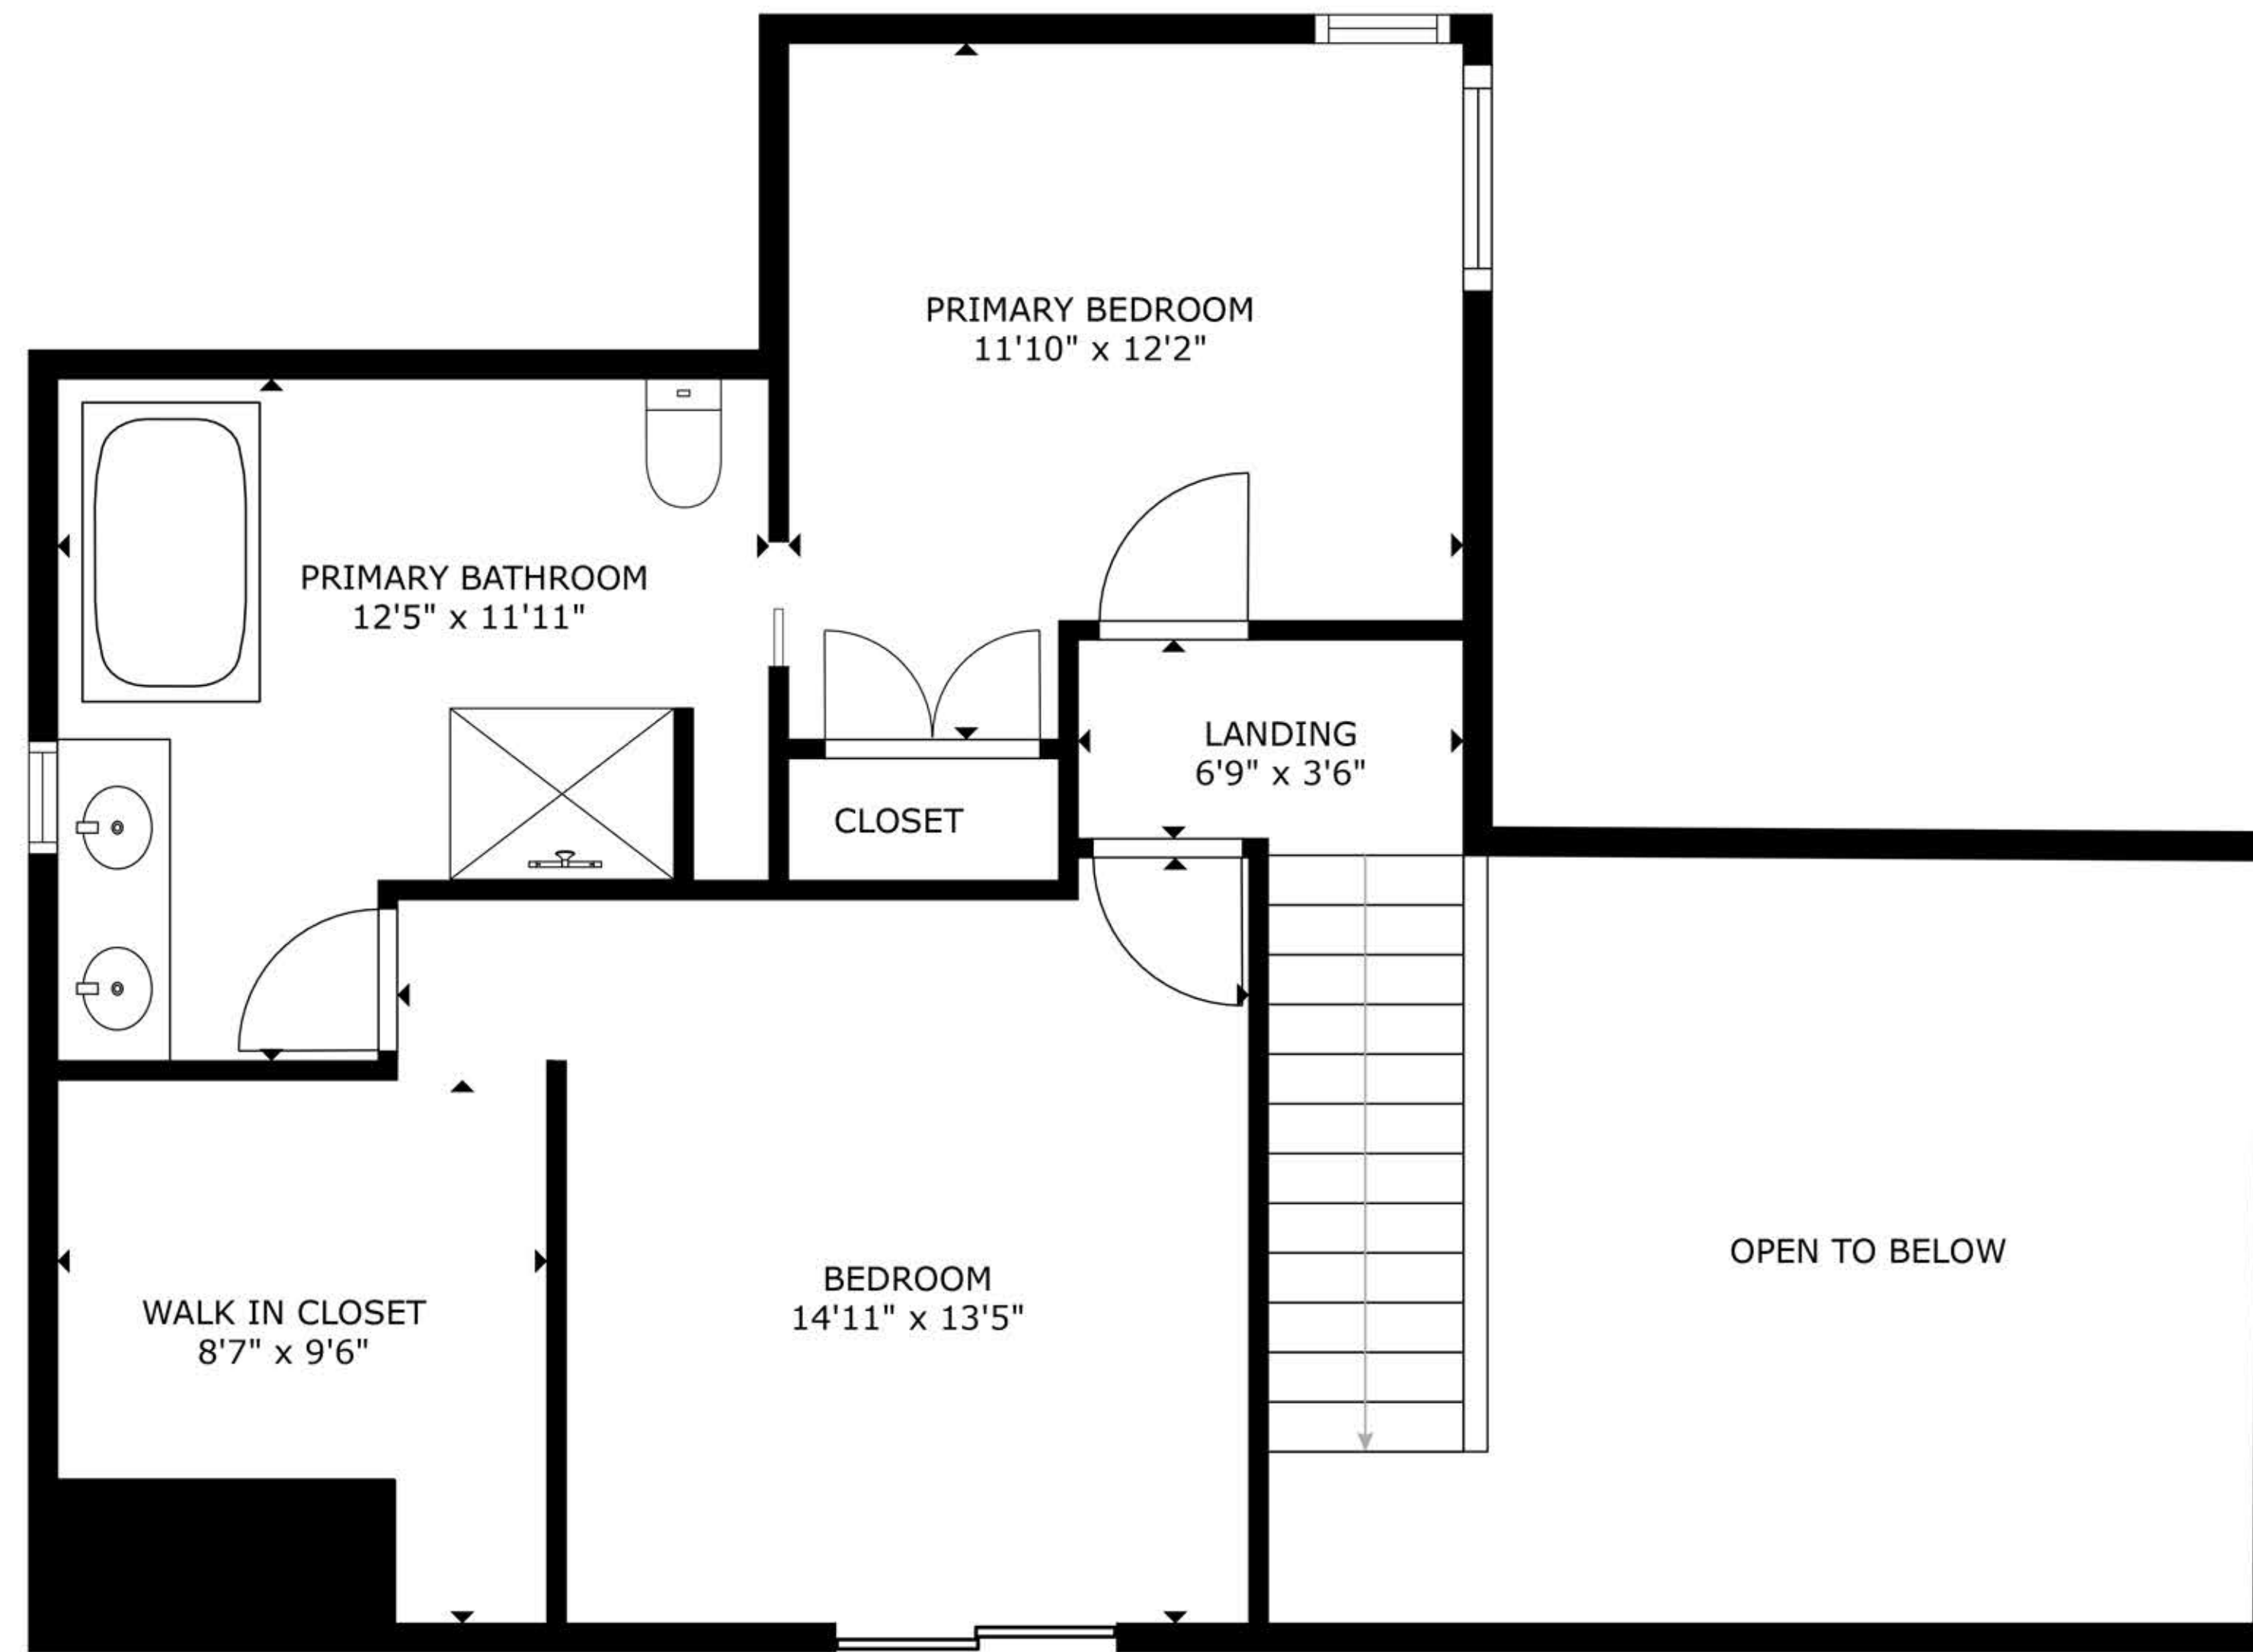 PRIMARY BEDROOM
11'10" x 12'2"
PRIMARY BATHROOM
12'5" x 11'11"
LANDING
6'9" x 3'6"
CLOSET
OPEN TO BELOW
BEDROOM
14'11" x 13'5"
WALK IN CLOSET
8'7" x 9'6"